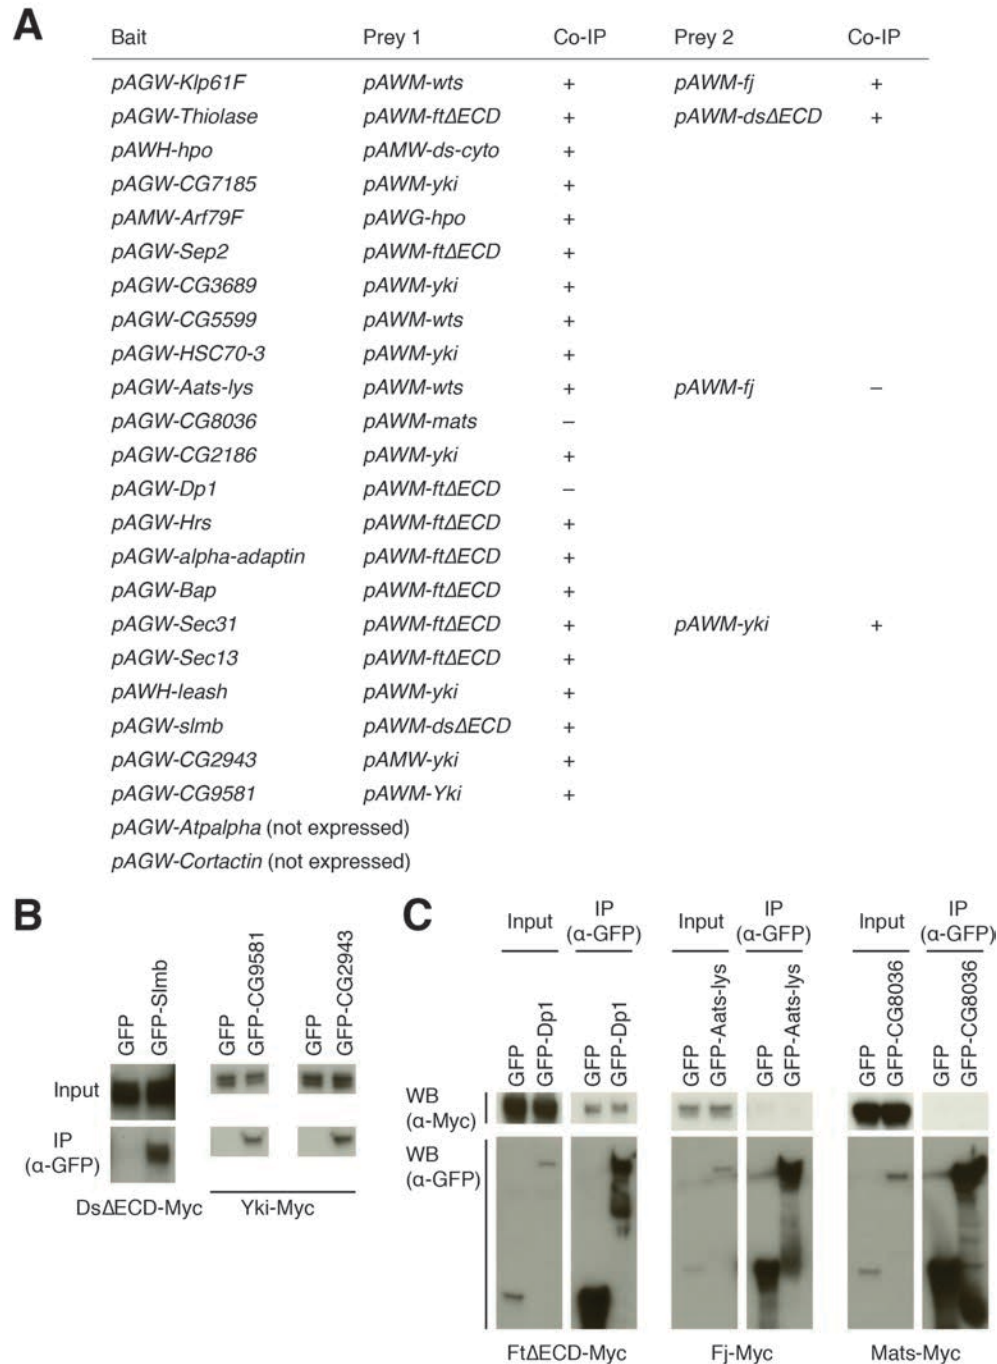 A
Bait Prey 1 Co-IP Prey 2 Co-IP
pAGW-Klp61F pAWM-wts + pAWM-fj +
pAGW-Thiolase pAWM-ftΔECD + pAWM-dsΔECD +
pAWH-hpo pAMW-ds-cyto +
pAGW-CG7185 pAWM-yki +
pAMW-Arf79F pAWG-hpo +
pAGW-Sep2 pAWM-ftΔECD +
pAGW-CG3689 pAWM-yki +
pAGW-CG5599 pAWM-wts +
pAGW-HSC70-3 pAWM-yki +
pAGW-Aats-lys pAWM-wts + pAWM-fj –
pAGW-CG8036 pAWM-mats –
pAGW-CG2186 pAWM-yki +
pAGW-Dp1 pAWM-ftΔECD –
pAGW-Hrs pAWM-ftΔECD +
pAGW-alpha-adaptin pAWM-ftΔECD +
pAGW-Bap pAWM-ftΔECD +
pAGW-Sec31 pAWM-ftΔECD + pAWM-yki +
pAGW-Sec13 pAWM-ftΔECD +
pAWH-leash pAWM-yki +
pAGW-slmb pAWM-dsΔECD +
pAGW-CG2943 pAMW-yki +
pAGW-CG9581 pAWM-Yki +
pAGW-Atpalpha (not expressed)
pAGW-Cortactin (not expressed)
B
GFP GFP-Slmb GFP GFP-CG9581 GFP GFP-CG2943
Input
IP
(α-GFP)
DsΔECD-Myc Yki-Myc
C
Input IP (α-GFP) Input IP (α-GFP) Input IP (α-GFP)
GFP GFP-Dp1 GFP GFP-Dp1 GFP GFP-Aats-lys GFP GFP-Aats-lys GFP GFP-CG8036 GFP GFP-CG8036
WB
(α-Myc)
WB
(α-GFP)
FtΔECD-Myc Fj-Myc Mats-Myc